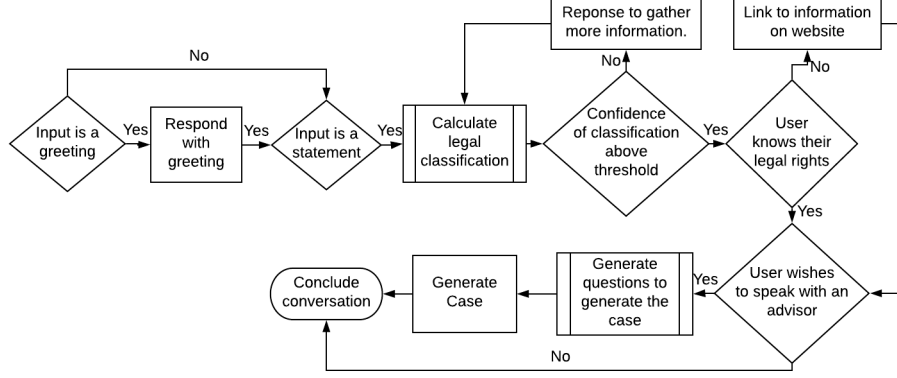 Reponse to gather
more information.
Link to information
on website
No
No
No
Input is a
greeting
Yes
Respond
with
greeting
Yes
Input is a
statement
Yes
Calculate
legal
classification
Confidence
of classification
above
threshold
Yes
User
knows their
legal rights
Yes
Conclude
conversation
Generate
Case
Generate
questions to
generate the
case
Yes
User wishes
to speak with an
advisor
No